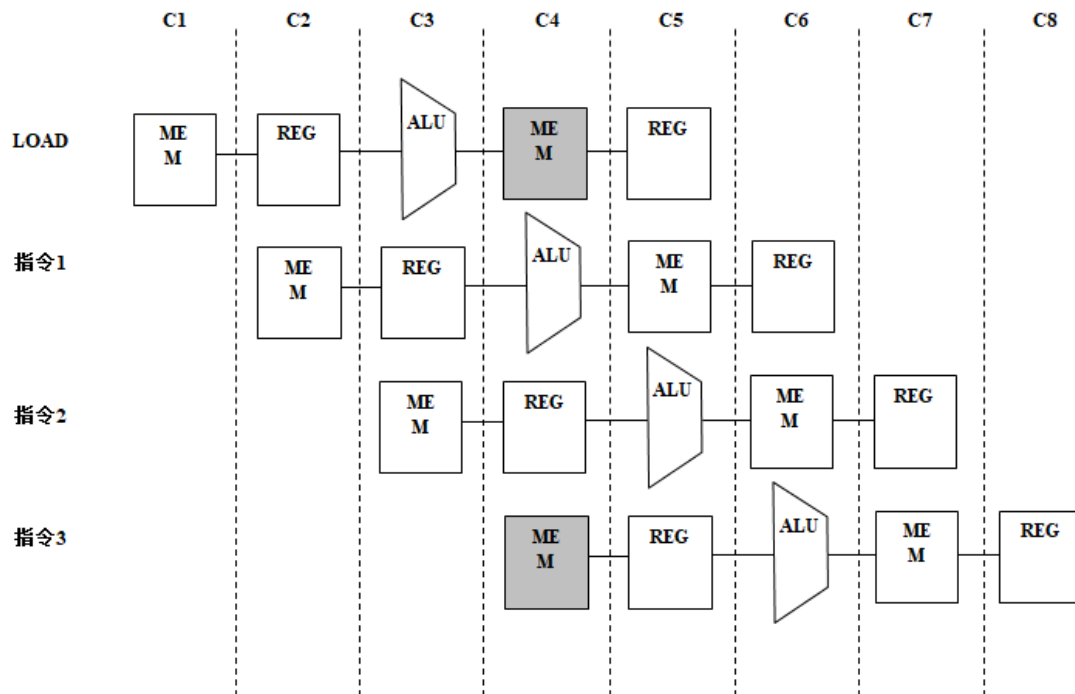 C1 C2 C3 C4 C5 C6 C7 C8
LOAD
ME
M
REG
ALU
ME
M
REG
指令1
ME
M
REG
ALU
ME
M
REG
指令2
ME
M
REG
ALU
ME
M
REG
指令3
ME
M
REG
ALU
ME
M
REG